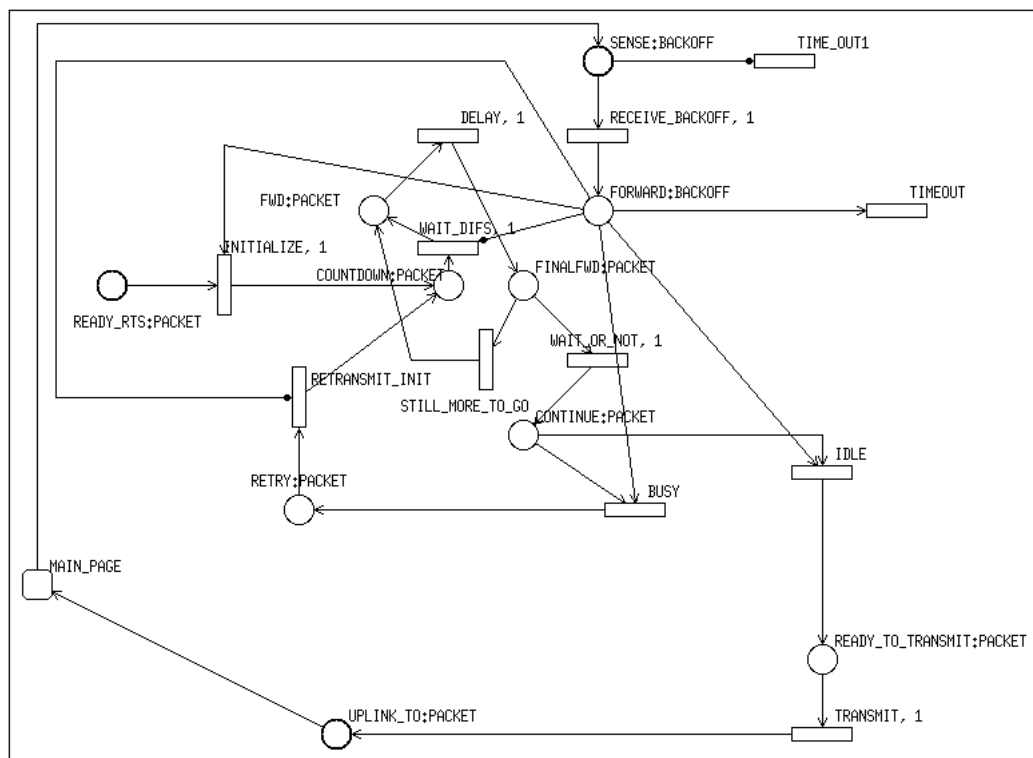 SENSE:BACKOFF
TIME_OUT1
DELAY, 1
RECEIVE_BACKOFF, 1
FWD:PACKET
FORWARD:BACKOFF
TIMEOUT
WAIT_DIFS, 1
INITIALIZE, 1
COUNTDOWN:PACKET
FINALFWD:PACKET
READY_RTS:PACKET
WAIT_OR_NOT, 1
RETRANSMIT_INIT
STILL_MORE_TO_GO
CONTINUE:PACKET
IDLE
RETRY:PACKET
BUSY
MAIN_PAGE
READY_TO_TRANSMIT:PACKET
UPLINK_TO:PACKET
TRANSMIT, 1